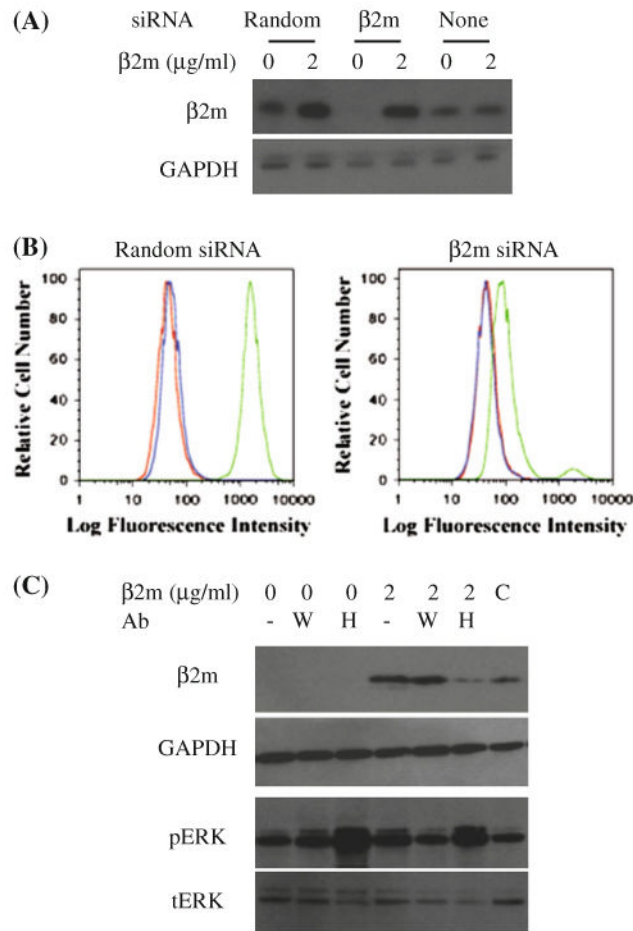 (A) siRNA Random β2m None
β2m (μg/ml) 0 2 0 2 0 2
β2m
GAPDH
(B) Random siRNA β2m siRNA
Relative Cell Number
100
80
60
40
20
0
1 10 100 1000 10000
Log Fluorescence Intensity
Relative Cell Number
100
80
60
40
20
0
1 10 100 1000 10000
Log Fluorescence Intensity
(C) β2m (μg/ml) 0 0 0 2 2 2 C
Ab - W H - W H
β2m
GAPDH
pERK
tERK